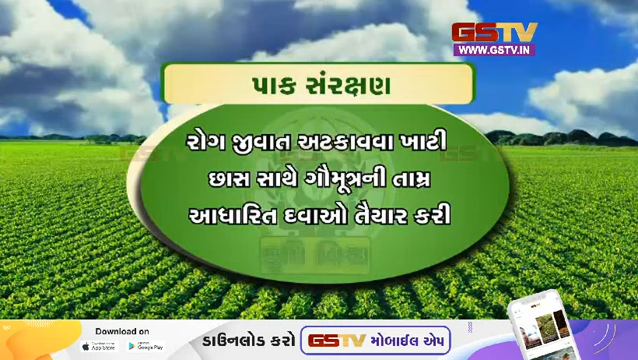 GSTV
WWW.GSTV.IN
પાક સંરક્ષણ
રોગ જીવાત અટકાવવા ખાટી
છાસ સાથે ગૌમૂત્રની તામ્ર
આધારિત દવાઓ તૈયાર કરી
Download on
App Store
Google Play
ડાઉનલોડ કરો GSTV મોબાઈલ એપ